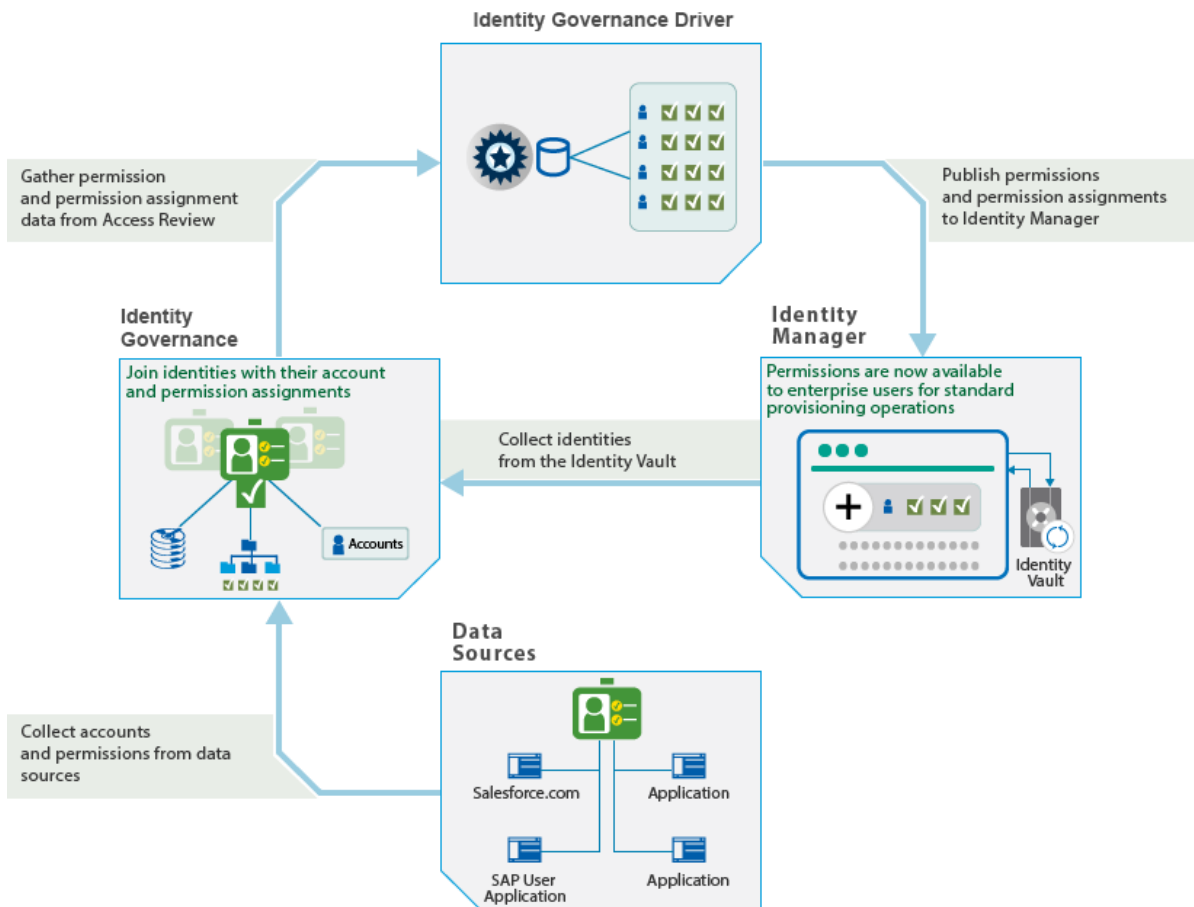 Identity Governance Driver
Gather permission
and permission assignment
data from Access Review
Publish permissions
and permission assignments
to Identity Manager
Identity
Governance
Join identities with their account
and permission assignments
Accounts
Collect identities
from the Identity Vault
Identity
Manager
Permissions are now available
to enterprise users for standard
provisioning operations
Identity
Vault
Data
Sources
Collect accounts
and permissions from data
sources
Salesforce.com
Application
SAP User
Application
Application